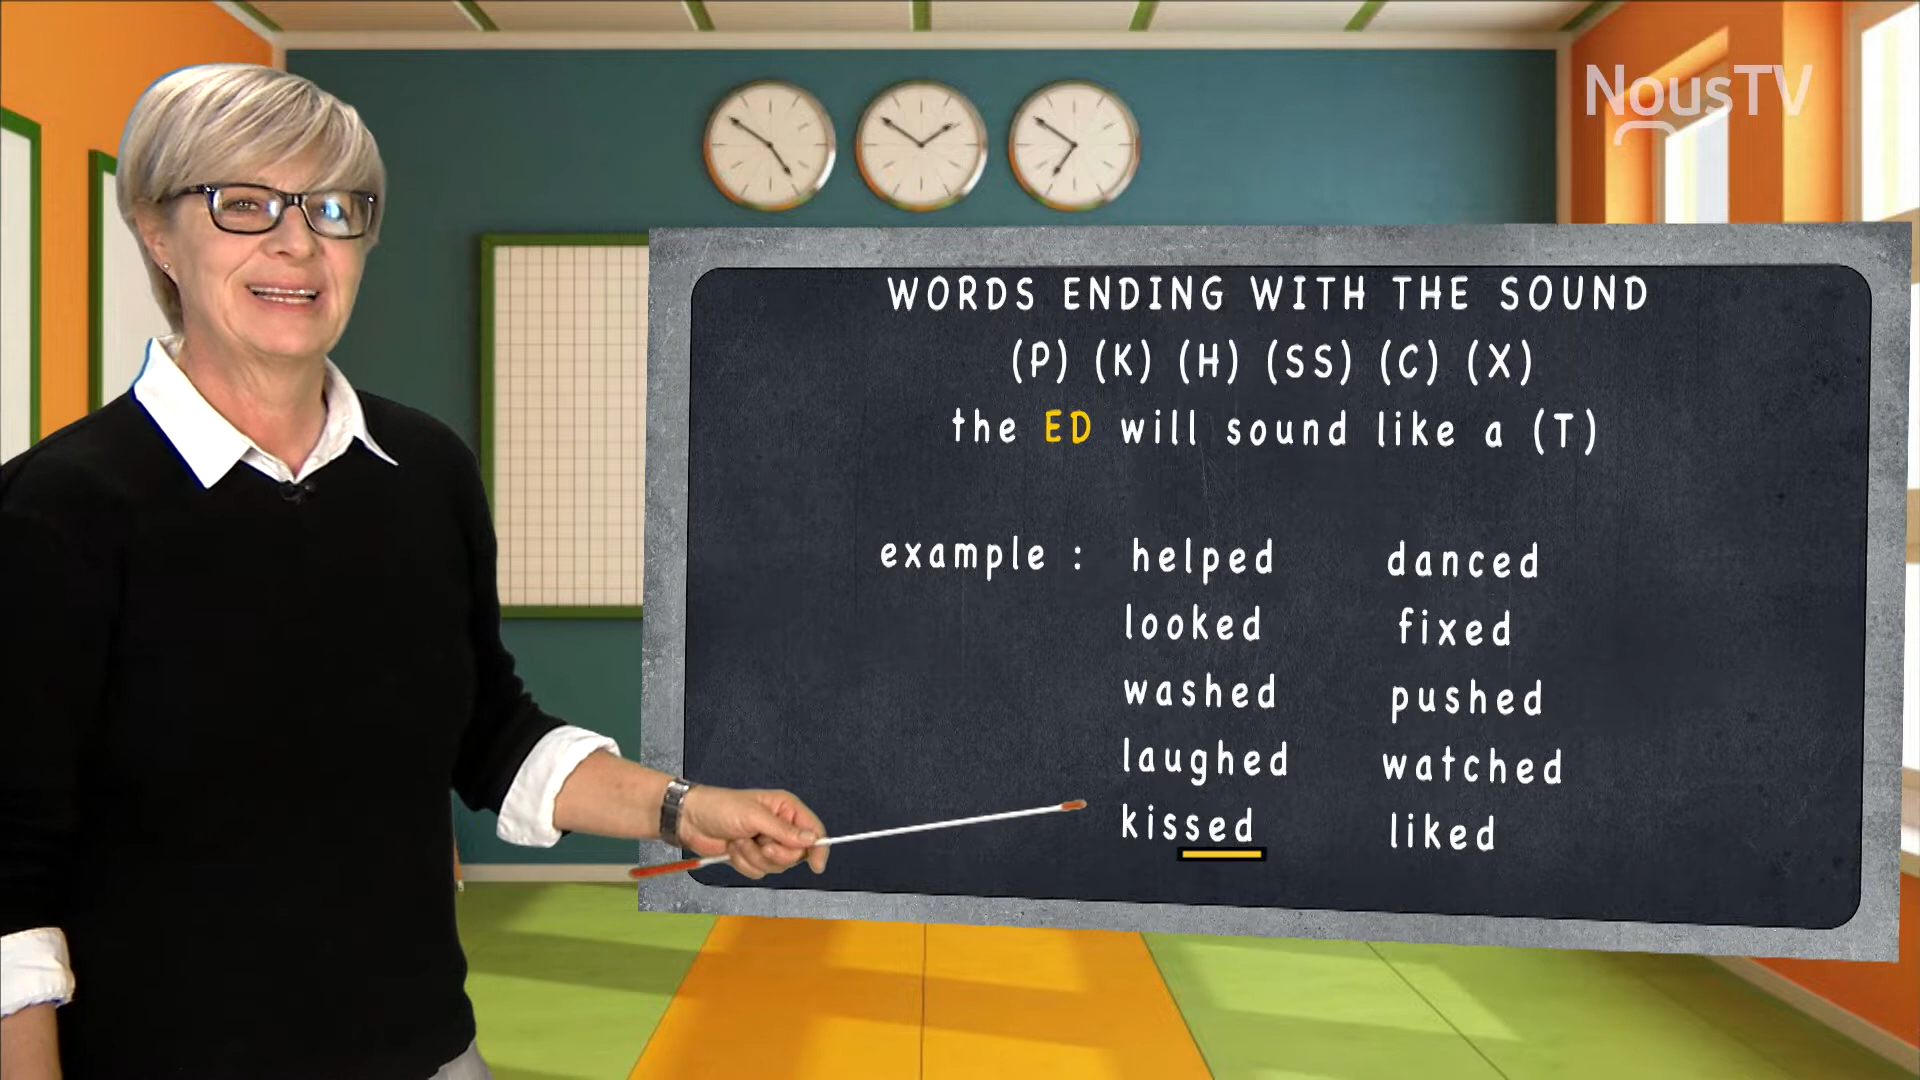 NousTV
WORDS ENDING WITH THE SOUND
(P) (K) (H) (SS) (C) (X)
the ED will sound like a (T)
example : helped danced
looked fixed
washed pushed
laughed watched
kissed liked